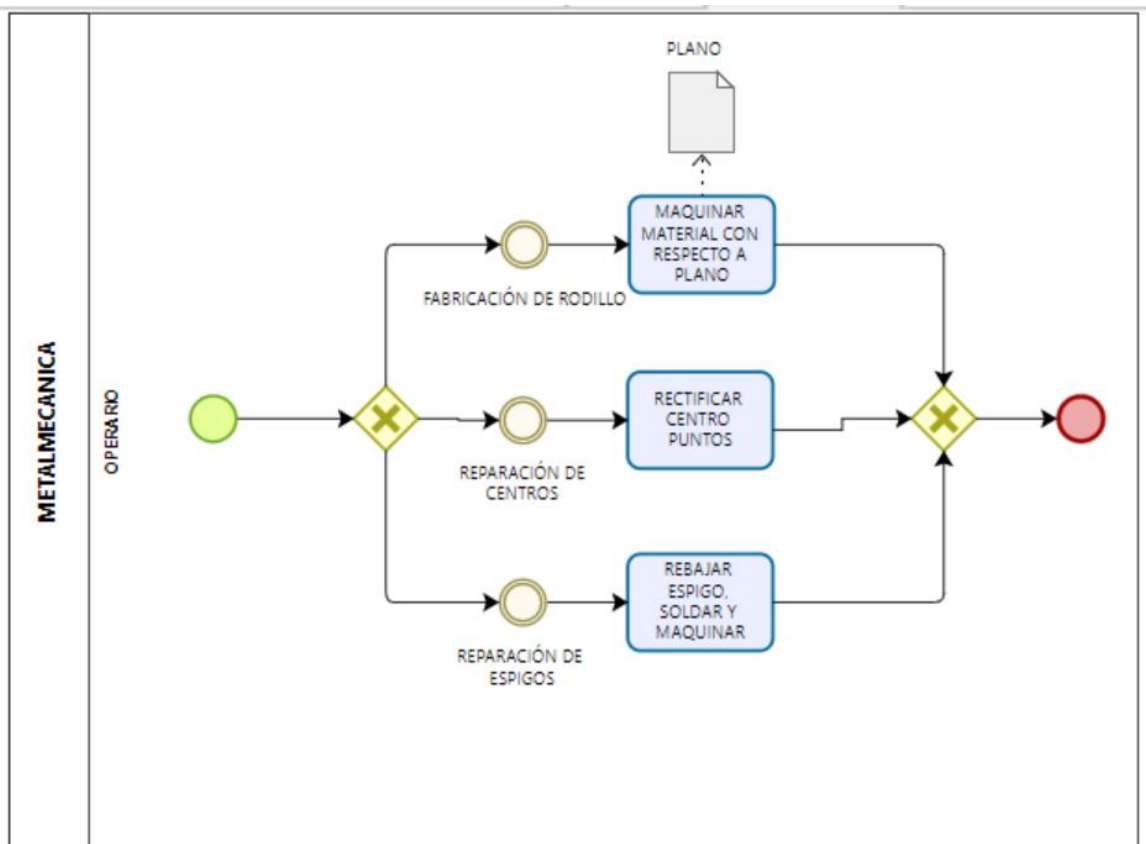 METALMECANICA
OPERARIO
PLANO
MAQUINAR
MATERIAL CON
RESPECTO A
PLANO
FABRICACIÓN DE RODILLO
RECTIFICAR
CENTRO
PUNTOS
REPARACIÓN DE
CENTROS
REBAJAR
ESPIGO,
SOLDAR Y
MAQUINAR
REPARACIÓN DE
ESPIGOS